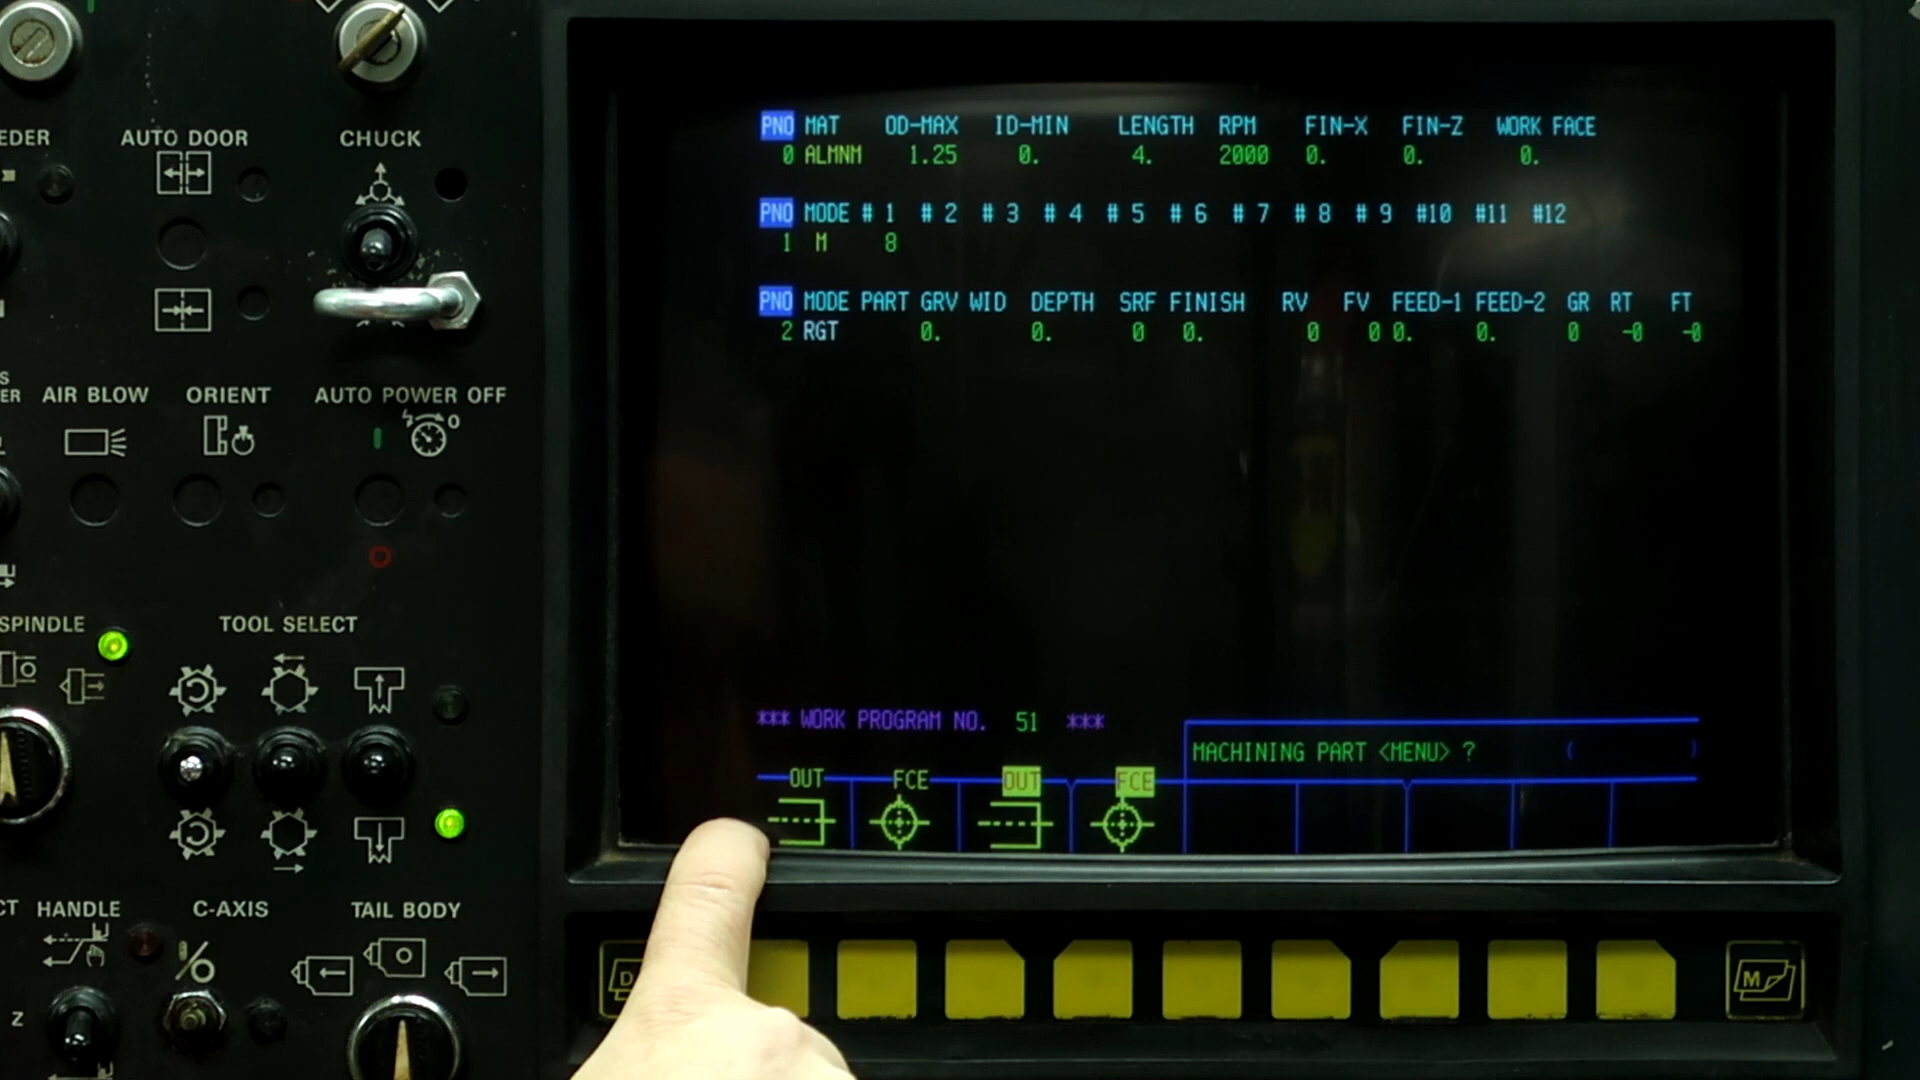 EDER
AUTO DOOR
CHUCK
S
ER
AIR BLOW
ORIENT
AUTO POWER OFF
SPINDLE
TOOL SELECT
CT
HANDLE
C-AXIS
TAIL BODY
Z
PNO MAT OD-MAX ID-MIN LENGTH RPM FIN-X FIN-Z WORK FACE
0 ALMNM 1.25 0. 4. 2000 0. 0. 0.
PNO MODE # 1 # 2 # 3 # 4 # 5 # 6 # 7 # 8 # 9 #10 #11 #12
1 M 8
PNO MODE PART GRV WID DEPTH SRF FINISH RV FV FEED-1 FEED-2 GR RT FT
2 RGT 0. 0. 0 0. 0 0 0. 0. 0 -0 -0
*** WORK PROGRAM NO. 51 ***
MACHINING PART <MENU> ? ( )
OUT FCE OUT FCE
D
M